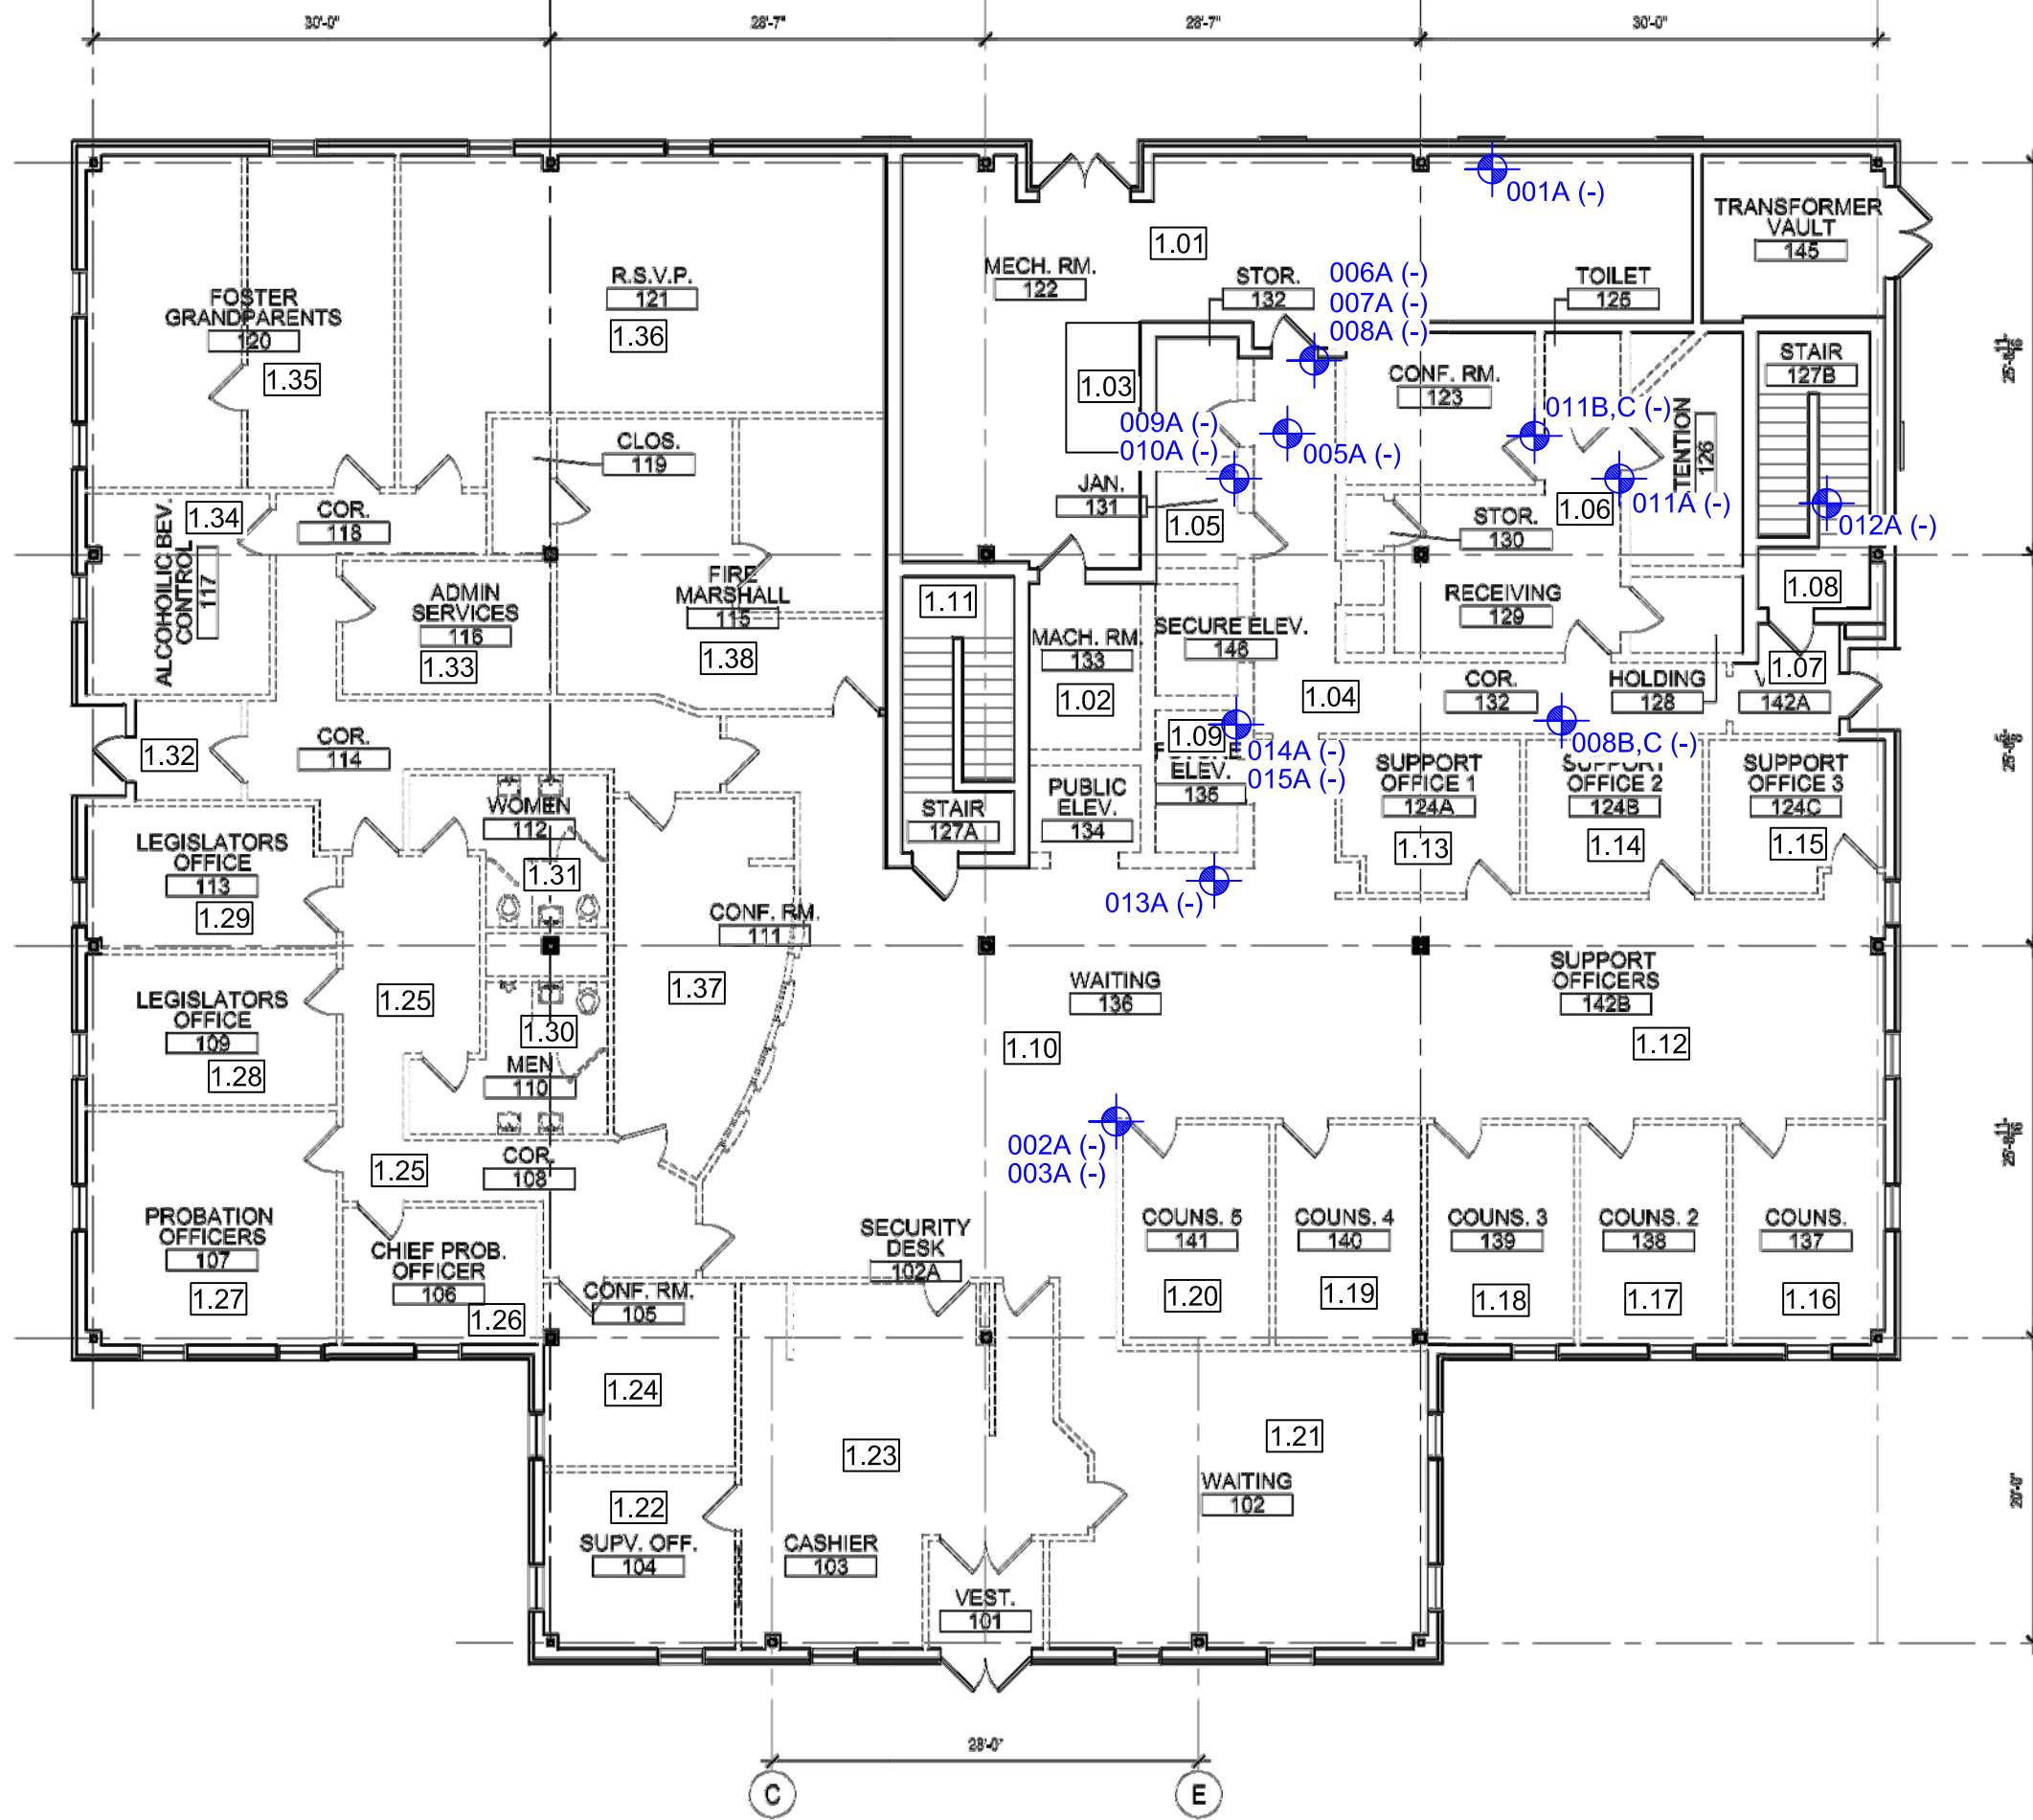 30'-0"
28'-7"
28'-7"
30'-0"
001A (-)
TRANSFORMER
VAULT
145
1.01
MECH. RM.
122
STOR.
132
006A (-)
007A (-)
008A (-)
TOILET
125
R.S.V.P.
121
1.36
FOSTER
GRANDPARENTS
120
1.35
1.03
CONF. RM.
123
STAIR
127B
009A (-)
010A (-)
005A (-)
011B,C (-)
TENTION
126
011A (-)
012A (-)
CLOS.
119
JAN.
131
1.05
1.06
STOR.
130
1.34
COR.
118
ALCOHOILIC BEV.
CONTROL
117
ADMIN
SERVICES
116
1.33
FIRE
MARSHALL
115
1.38
1.11
MACH. RM.
133
1.02
SECURE ELEV.
146
RECEIVING
129
1.08
1.04
COR.
132
HOLDING
128
1.07
V
142A
1.32
COR.
114
1.09
ELEV.
135
014A (-)
015A (-)
008B,C (-)
SUPPORT
OFFICE 1
124A
1.13
SUPPORT
OFFICE 2
124B
1.14
SUPPORT
OFFICE 3
124C
1.15
WOMEN
112
1.31
STAIR
127A
PUBLIC
ELEV.
134
LEGISLATORS
OFFICE
113
1.29
013A (-)
CONF. RM.
111
1.37
LEGISLATORS
OFFICE
109
1.28
1.25
1.30
MEN
110
WAITING
136
1.10
SUPPORT
OFFICERS
142B
1.12
002A (-)
003A (-)
1.25
COR.
108
PROBATION
OFFICERS
107
1.27
CHIEF PROB.
OFFICER
106
1.26
CONF. RM.
105
SECURITY
DESK
102A
COUNS. 5
141
1.20
COUNS. 4
140
1.19
COUNS. 3
139
1.18
COUNS. 2
138
1.17
COUNS.
137
1.16
1.24
1.23
1.21
WAITING
102
1.22
SUPV. OFF.
104
CASHIER
103
VEST.
101
20'-0"
28'-0"
C
E